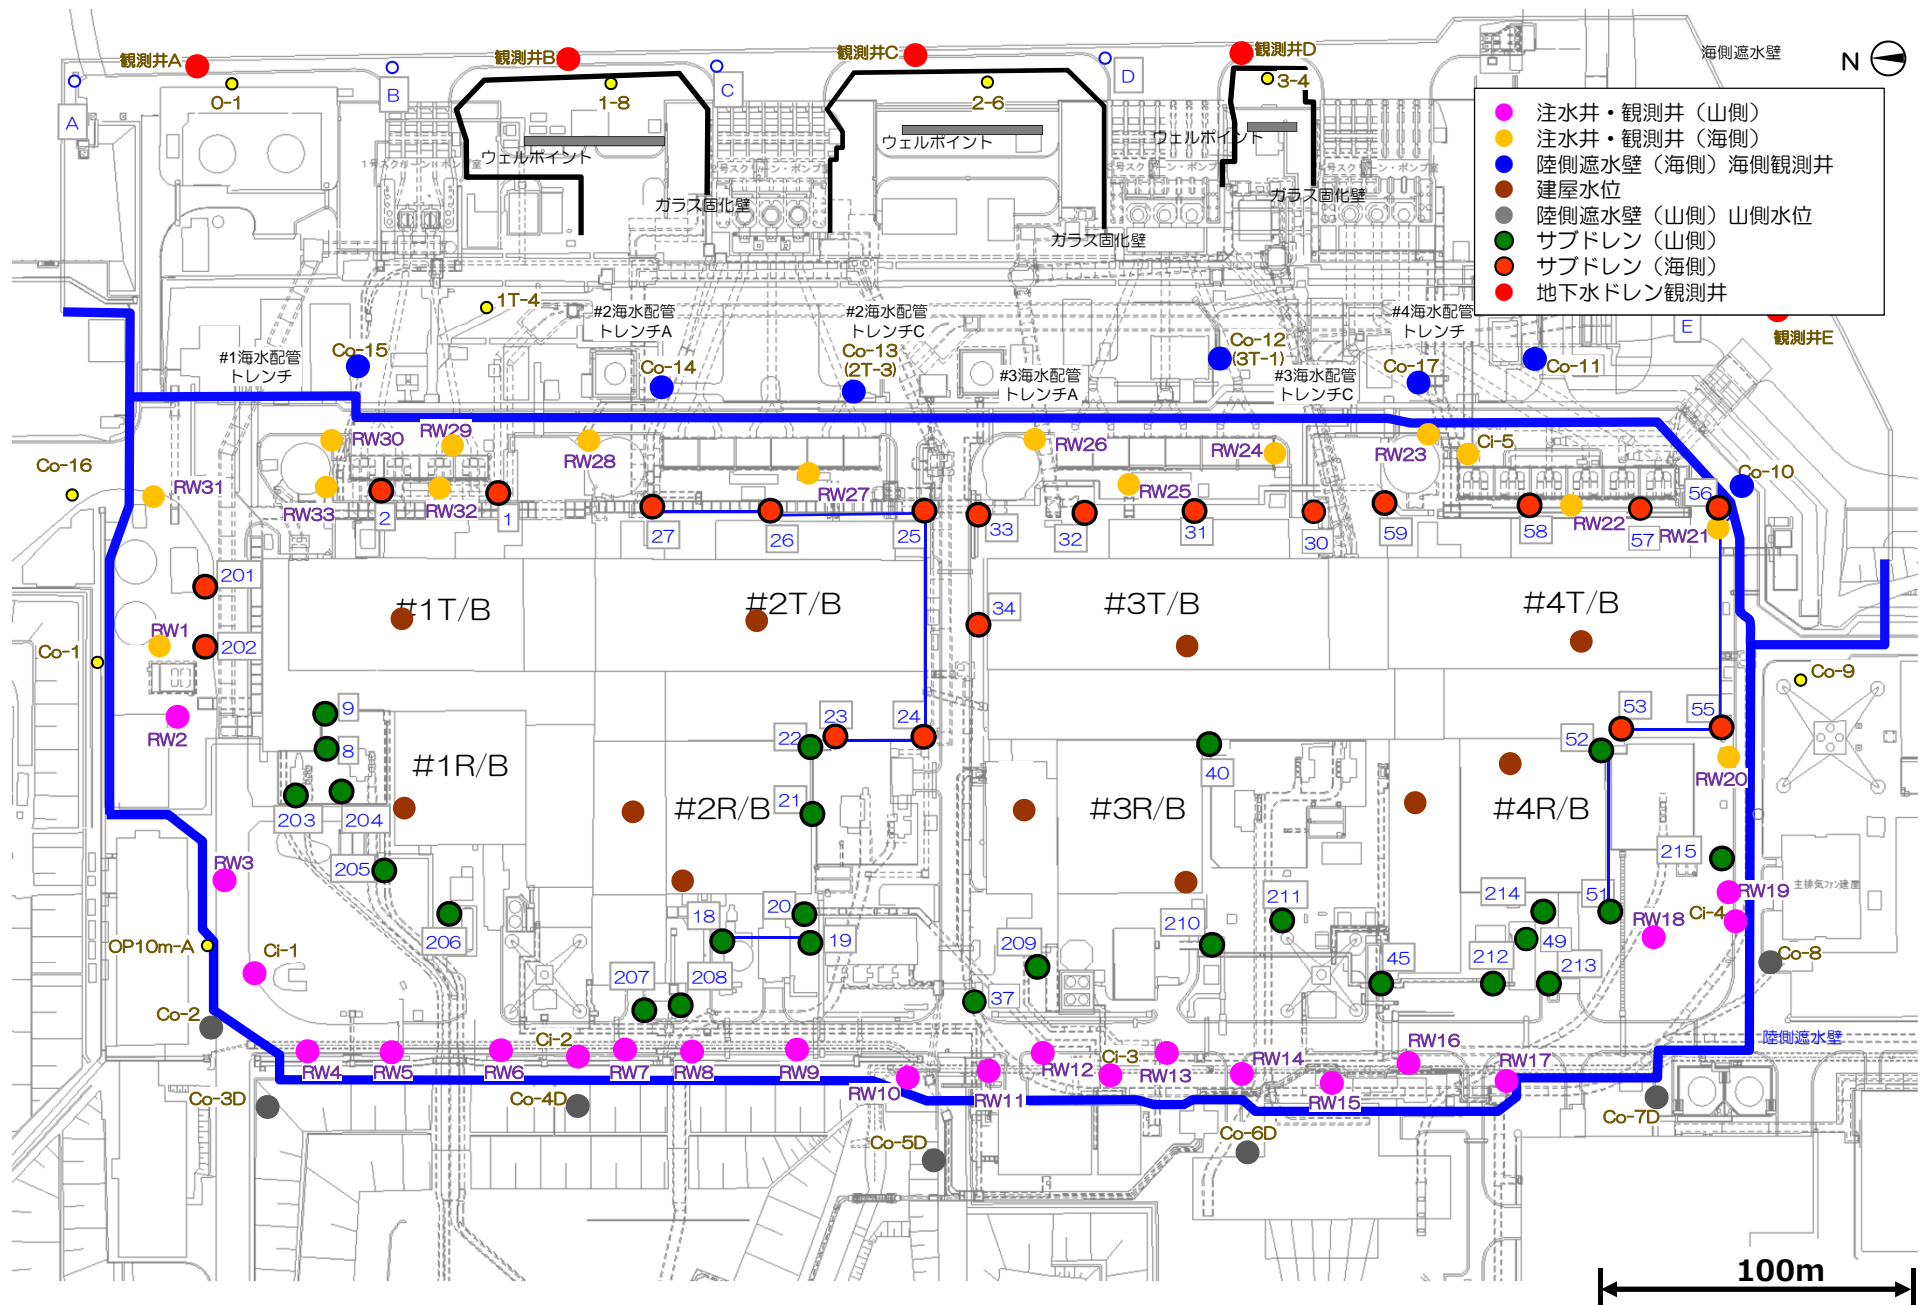 観測井A
観測井B
観測井C
観測井D
海側遮水壁
N
0-1
1-8
2-6
3-4
A
B
C
D
注水井・観測井（山側）
注水井・観測井（海側）
陸側遮水壁（海側）海側観測井
建屋水位
陸側遮水壁（山側）山側水位
サブドレン（山側）
サブドレン（海側）
地下水ドレン観測井
ウェルポイント
ウェルポイント
ウェルポイント
ガラス固化壁
ガラス固化壁
ガラス固化壁
1T-4
#2海水配管
トレンチA
#2海水配管
トレンチC
#4海水配管
トレンチ
E
観測井E
#1海水配管
トレンチ
Co-15
Co-14
Co-13
(2T-3)
#3海水配管
トレンチA
Co-12
(3T-1)
#3海水配管
トレンチC
Co-17
Co-11
Co-16
RW31
RW30
RW29
RW28
RW27
RW26
RW25
RW24
RW23
Ci-5
Co-10
RW33
2
RW32
1
27
26
25
33
32
31
30
59
58
RW22
57
56
RW21
201
202
RW1
Co-1
RW2
#1T/B
#2T/B
#3T/B
#4T/B
34
Co-9
9
8
22
23
24
40
52
53
55
RW20
#1R/B
#2R/B
#3R/B
#4R/B
203
204
21
205
206
RW3
215
主排気ファン建屋
OP10m-A
Ci-1
18
20
19
207
208
209
210
211
37
45
214
51
49
212
213
RW18
RW19
Ci-4
Co-8
Co-2
Ci-2
Ci-3
陸側遮水壁
RW4
RW5
RW6
RW7
RW8
RW9
RW10
RW11
RW12
RW13
RW14
RW15
RW16
RW17
Co-3D
Co-4D
Co-5D
Co-6D
Co-7D
100m